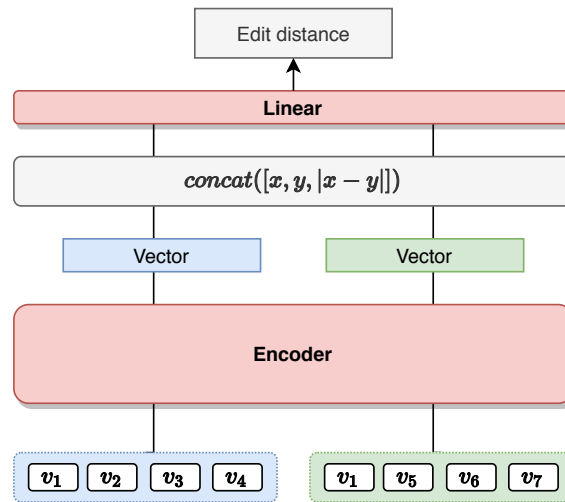 Edit distance
Linear
concat([x, y, |x − y|])
Vector Vector
Encoder
v₁ v₂ v₃ v₄ v₁ v₅ v₆ v₇